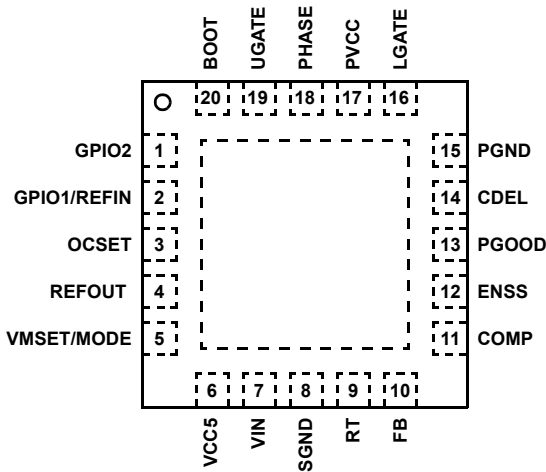 BOOT
UGATE
PHASE
PVCC
LGATE
20
19
18
17
16
GPIO2
1
15
PGND
GPIO1/REFIN
2
14
CDEL
OCSET
3
13
PGOOD
REFOUT
4
12
ENSS
VMSET/MODE
5
11
COMP
6
7
8
9
10
VCC5
VIN
SGND
RT
FB